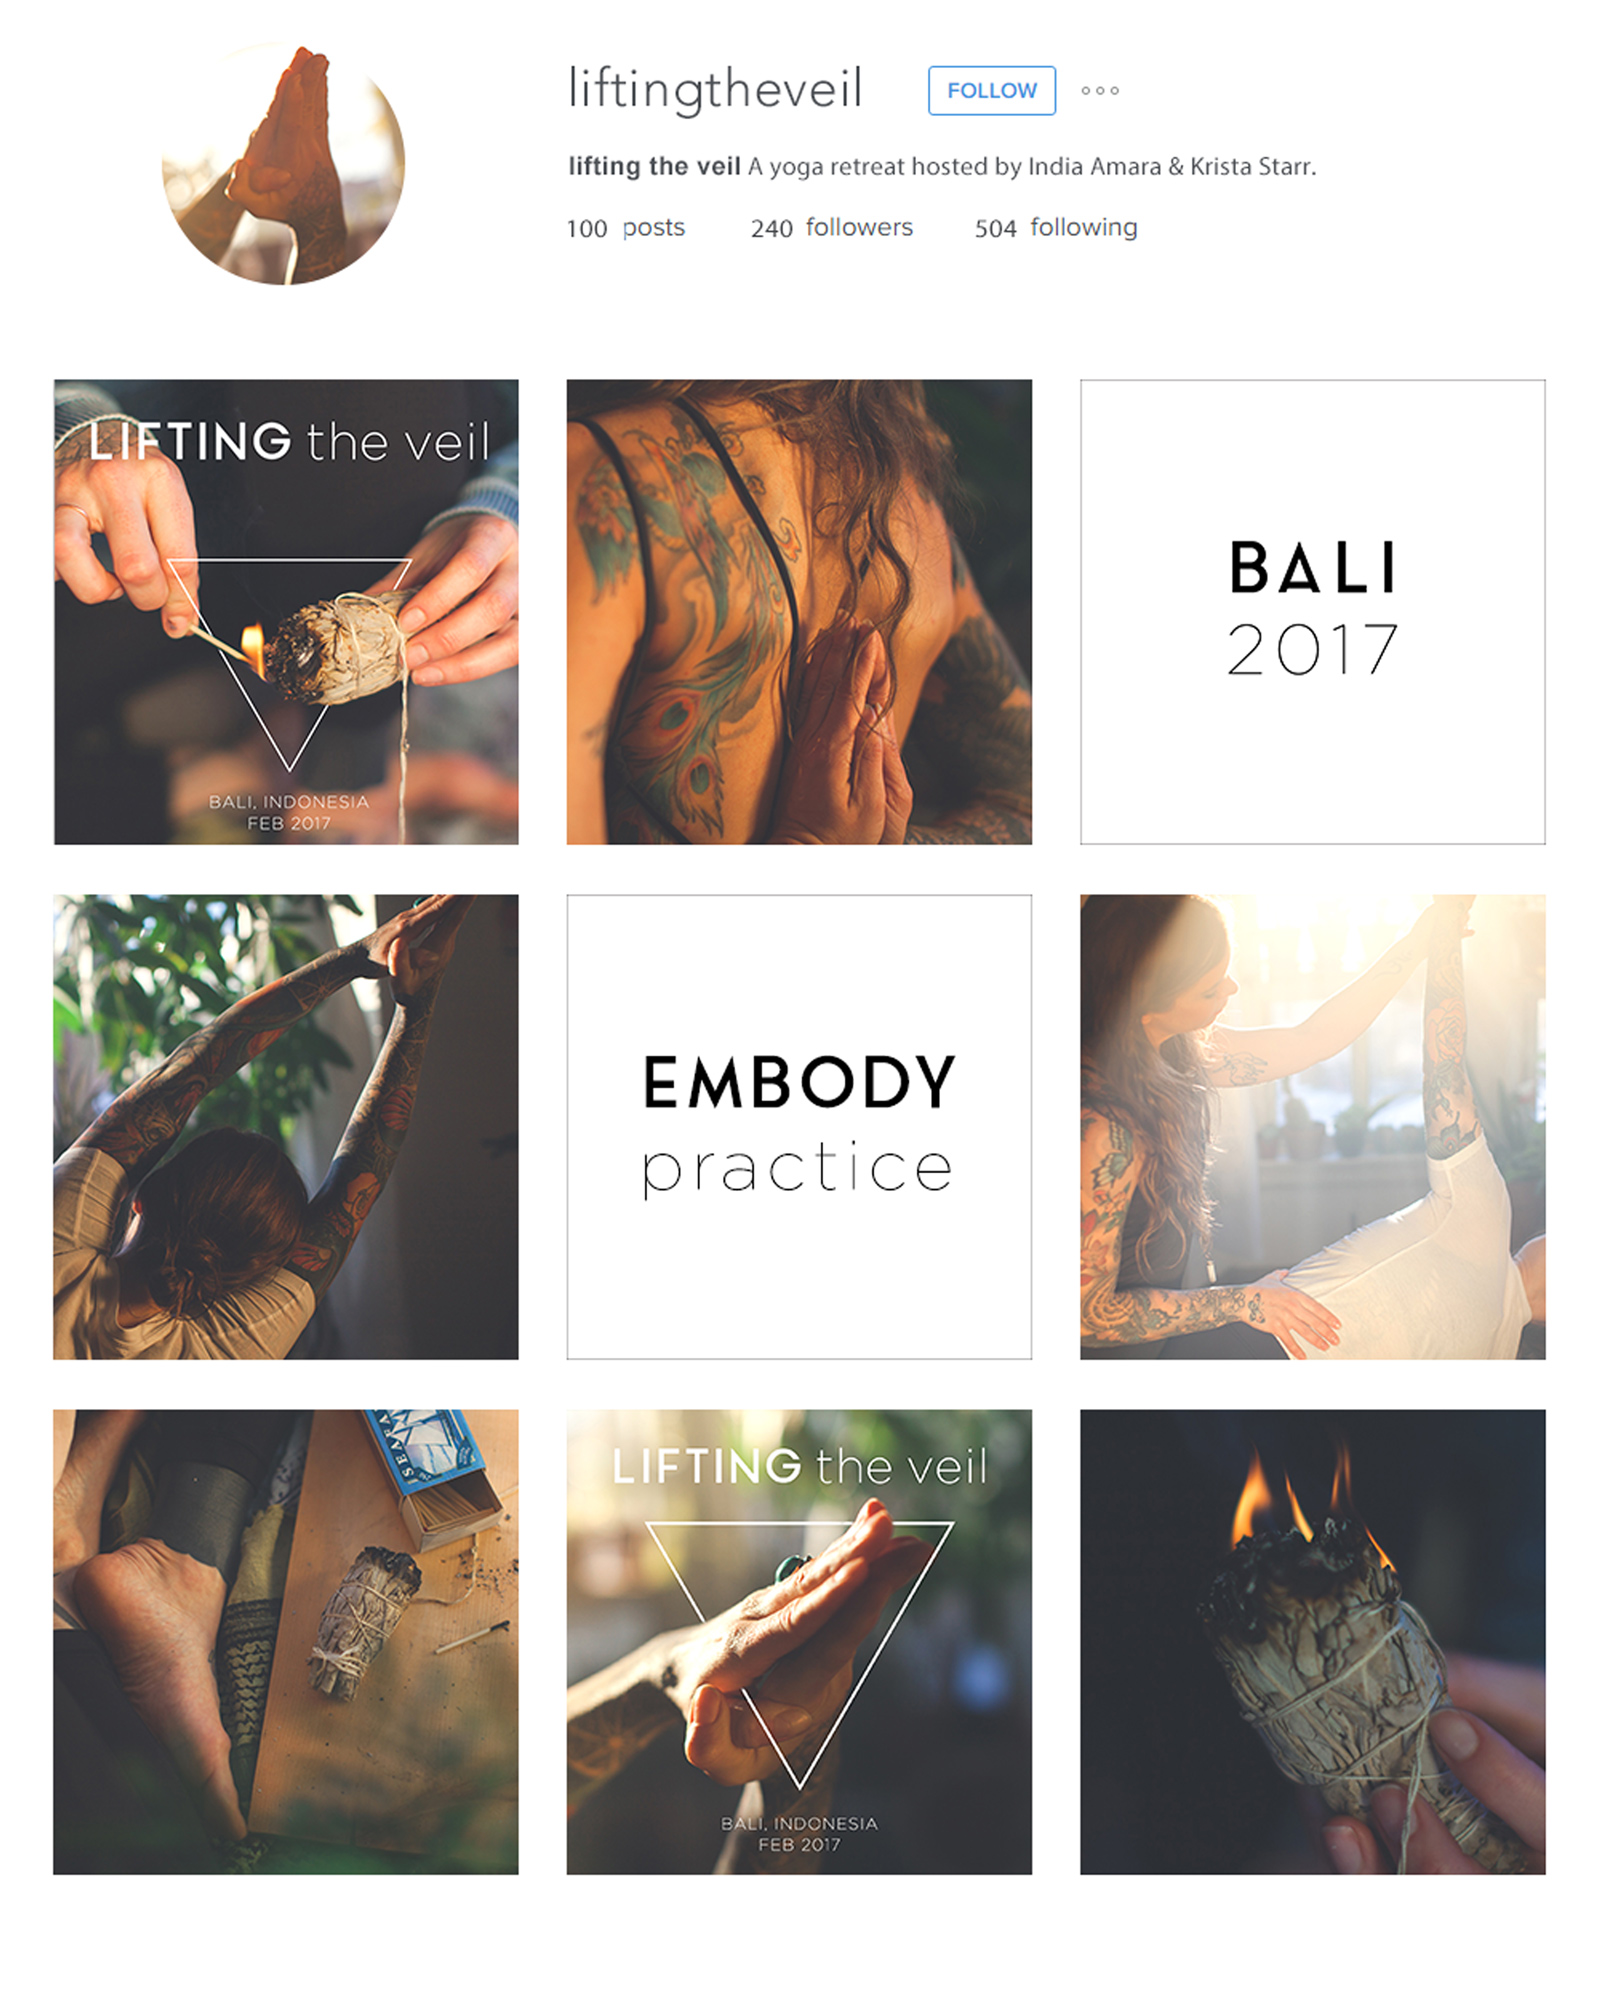 liftingtheveil FOLLOW
lifting the veil A yoga retreat hosted by India Amara & Krista Starr.
100 posts 240 followers 504 following
LIFTING the veil
BALI, INDONESIA
FEB 2017
BALI
2017
EMBODY
practice
LIFTING the veil
BALI, INDONESIA
FEB 2017